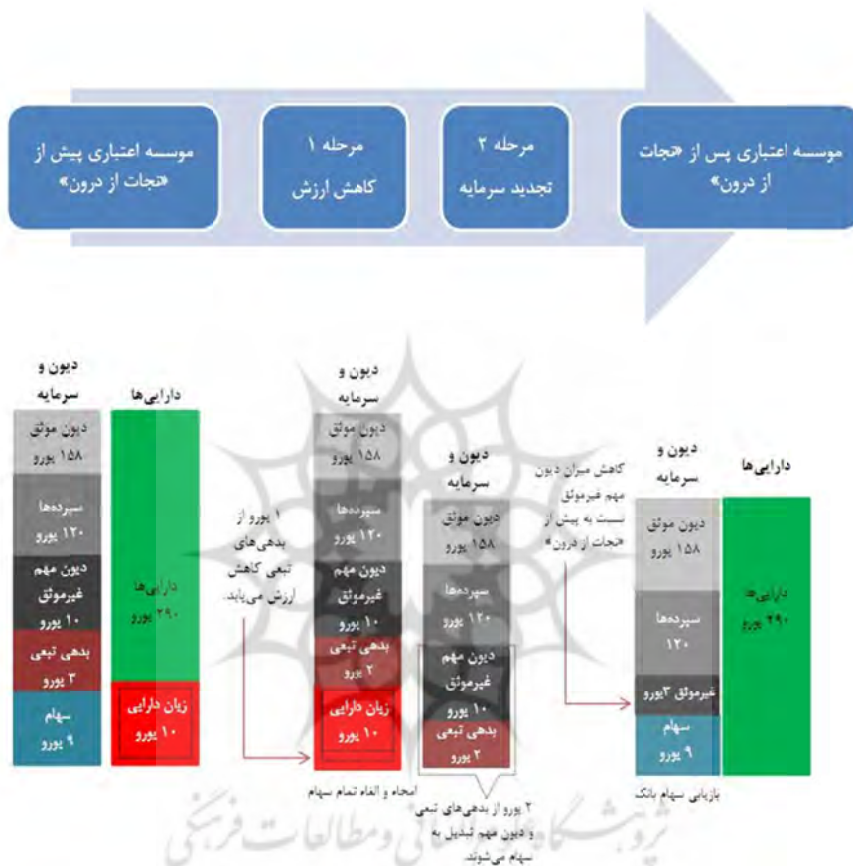 موسسه اعتباری پیش از
«نجات از درون»
مرحله ۱
کاهش ارزش
مرحله ۲
تجدید سرمایه
موسسه اعتباری پس از «نجات
از درون»
دیون و
سرمایه
دارایی‌ها
دیون موثق
۱۵۸ یورو
سپرده‌ها
۱۲۰ یورو
دیون مهم
غیرموثق
۱۰ یورو
بدهی تبعی
۳ یورو
سهام
۹ یورو
دارایی‌ها
۲۹۰ یورو
زیان دارایی
۱۰ یورو
۱ یورو از
بدهی‌های
تبعی کاهش
ارزش می‌یابد.
دیون و
سرمایه
دیون موثق
۱۵۸ یورو
سپرده‌ها
۱۲۰ یورو
دیون مهم
غیرموثق
۱۰ یورو
بدهی تبعی
۲ یورو
زیان دارایی
۱۰ یورو
امحاء و الغاء تمام سهام
دیون و
سرمایه
دیون موثق
۱۵۸ یورو
سپرده‌ها
۱۲۰ یورو
دیون مهم
غیرموثق
۱۰ یورو
بدهی تبعی
۲ یورو
۲ یورو از بدهی‌های تبعی
و دیون مهم تبدیل به
سهام می‌شوند.
کاهش میزان دیون
مهم غیرموثق
نسبت به پیش از
«نجات از درون»
دیون و
سرمایه
دارایی‌ها
دیون موثق
۱۵۸ یورو
سپرده‌ها
۱۲۰
غیرموثق ۳یورو
سهام
۹ یورو
دارایی‌ها
۲۹۰ یورو
بازیابی سهام بانک
پژوهشگاه علوم انسانی و مطالعات فرهنگی